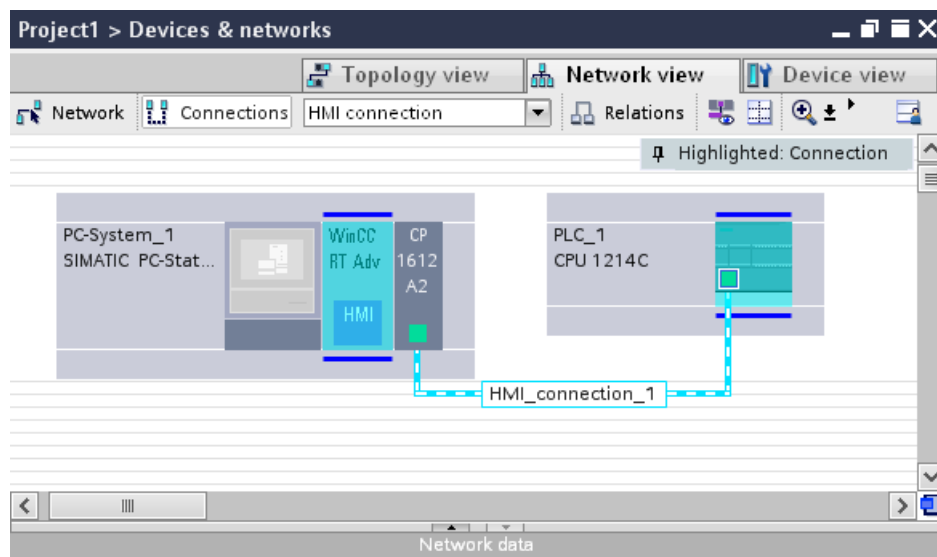 Project1 > Devices & networks
Topology view
Network view
Device view
Network
Connections
HMI connection
Relations
Highlighted: Connection
PC-System_1
SIMATIC PC-Stat...
WinCC
RT Adv
HMI
CP
1612
A2
PLC_1
CPU 1214C
HMI_connection_1
Network data